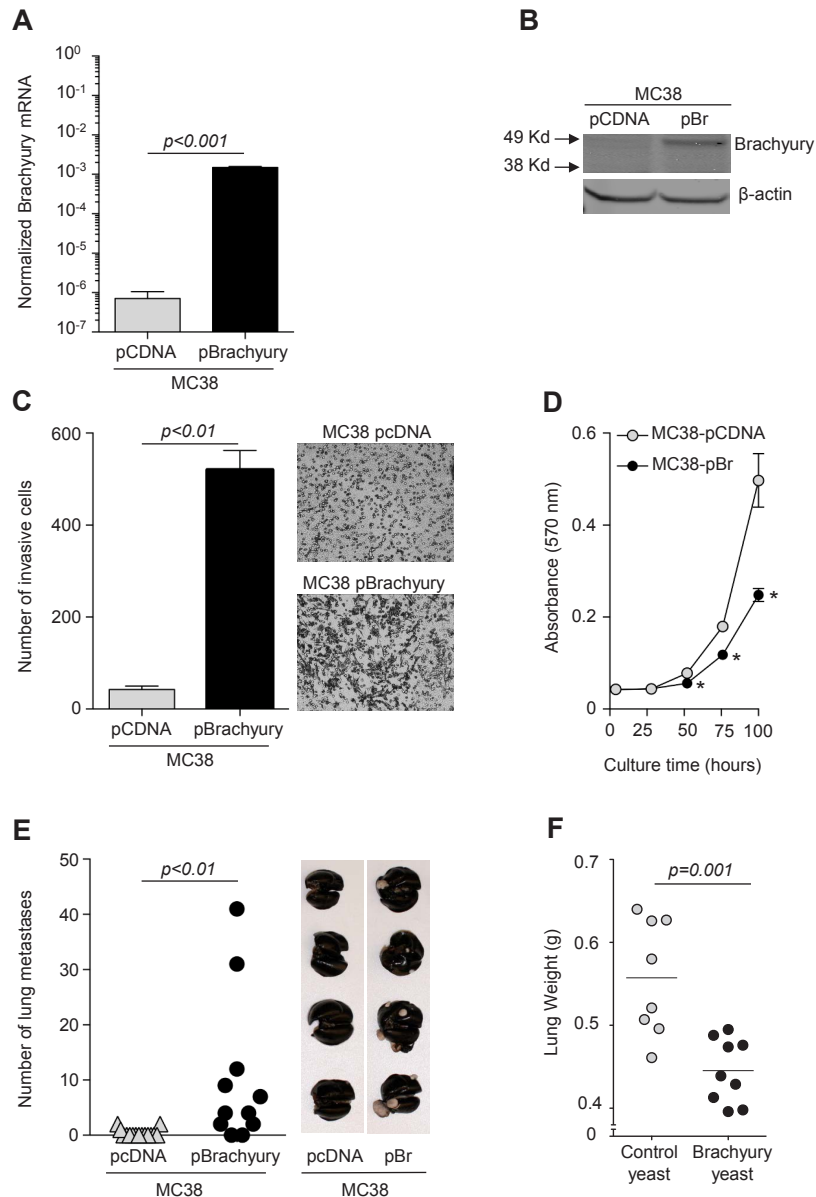 A
Normalized Brachyury mRNA
10⁰
10⁻¹
10⁻²
10⁻³
10⁻⁴
10⁻⁵
10⁻⁶
10⁻⁷
p<0.001
pCDNA pBrachyury
MC38
B
MC38
pCDNA pBr
49 Kd
38 Kd
Brachyury
β-actin
C
Number of invasive cells
600
400
200
0
p<0.01
pCDNA pBrachyury
MC38
MC38 pcDNA
MC38 pBrachyury
D
Absorbance (570 nm)
0.6
0.4
0.2
0
MC38-pCDNA
MC38-pBr
*
*
*
0 25 50 75 100
Culture time (hours)
E
Number of lung metastases
50
40
30
20
10
0
p<0.01
pcDNA pBrachyury
MC38
pcDNA pBr
MC38
F
Lung Weight (g)
0.7
0.6
0.5
0.4
0
p=0.001
Control Brachyury
yeast yeast